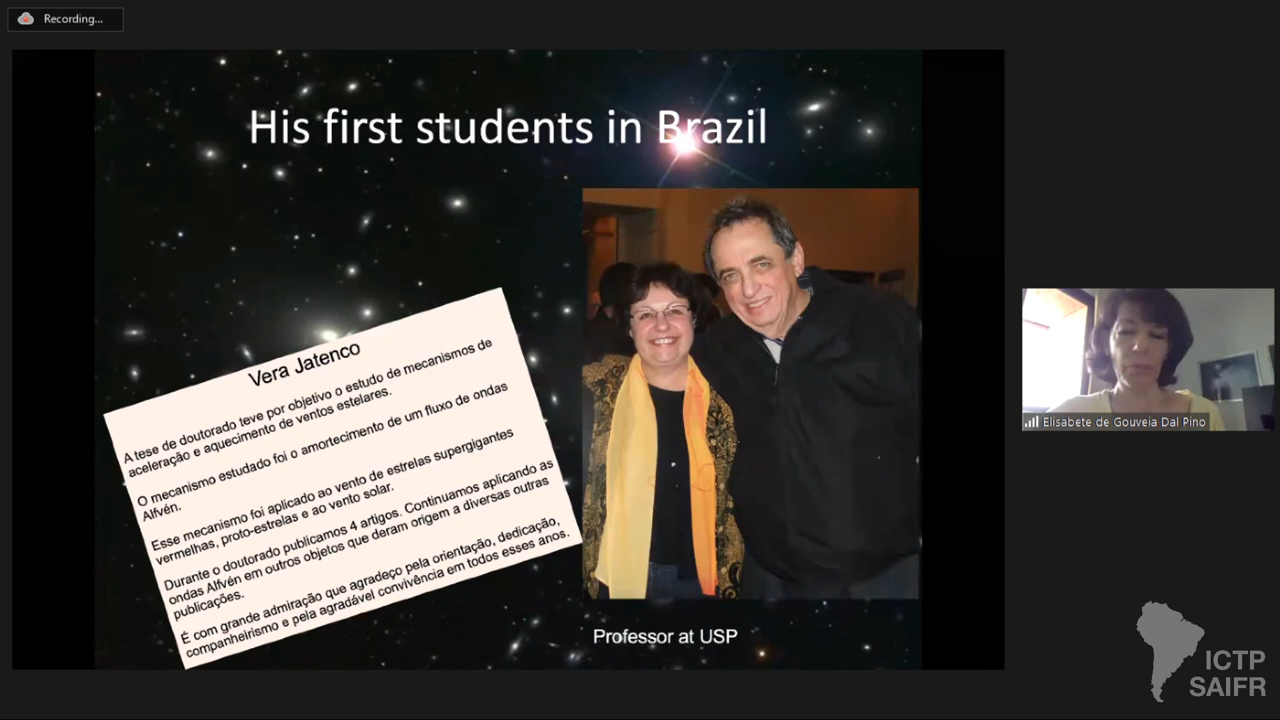 Recording...
His first students in Brazil
Vera Jatenco
A tese de doutorado teve por objetivo o estudo de mecanismos de
aceleração e aquecimento de ventos estelares.
O mecanismo estudado foi o amortecimento de um fluxo de ondas
Alfvén.
Esse mecanismo foi aplicado ao vento de estrelas supergigantes
vermelhas, proto-estrelas e ao vento solar.
Durante o doutorado publicamos 4 artigos. Continuamos aplicando as
ondas Alfvén em outros objetos que deram origem a diversas outras
publicações.
É com grande admiração que agradeço pela orientação, dedicação,
companheirismo e pela agradável convivência em todos esses anos.
Professor at USP
Elisabete de Gouveia Dal Pino
ICTP
SAIFR